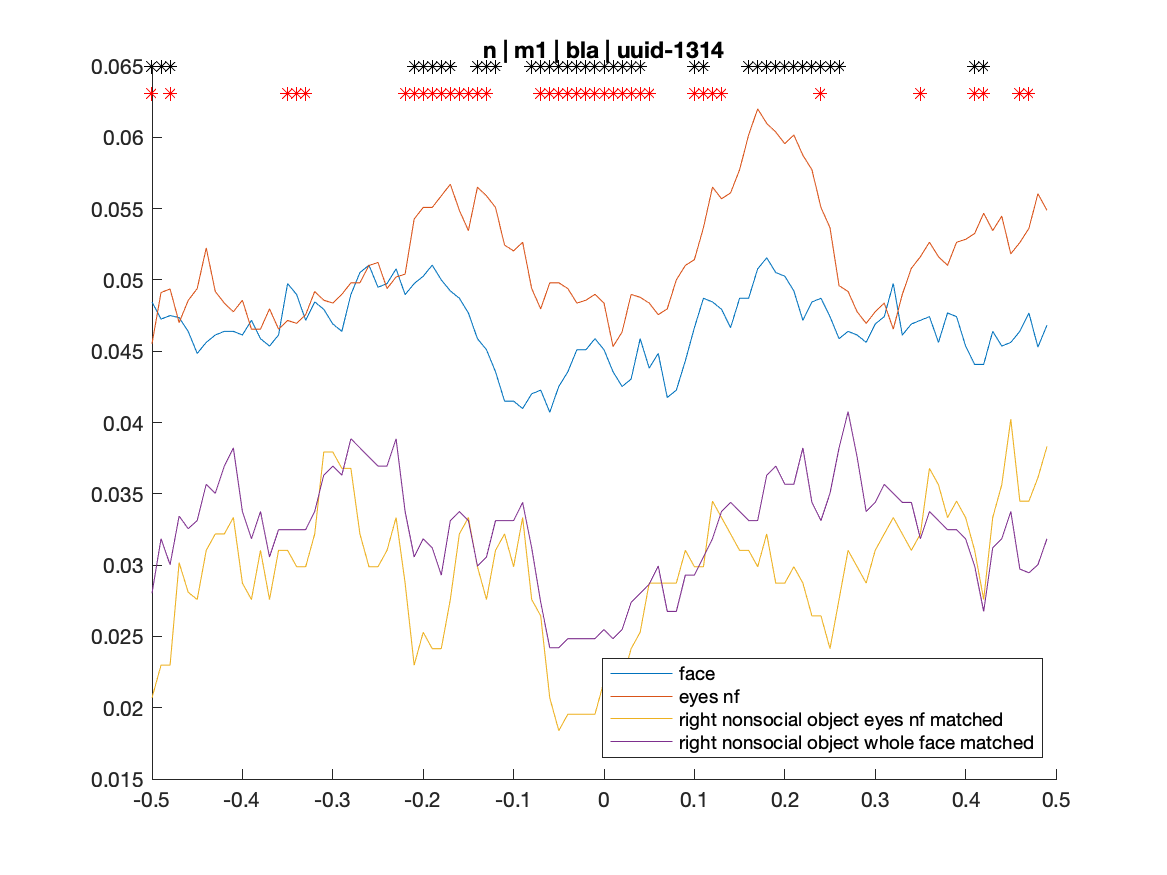 n | m1 | bla | uuid-1314
0.065
0.06
0.055
0.05
0.045
0.04
0.035
0.03
0.025
0.02
0.015
-0.5 -0.4 -0.3 -0.2 -0.1 0 0.1 0.2 0.3 0.4 0.5
face
eyes nf
right nonsocial object eyes nf matched
right nonsocial object whole face matched